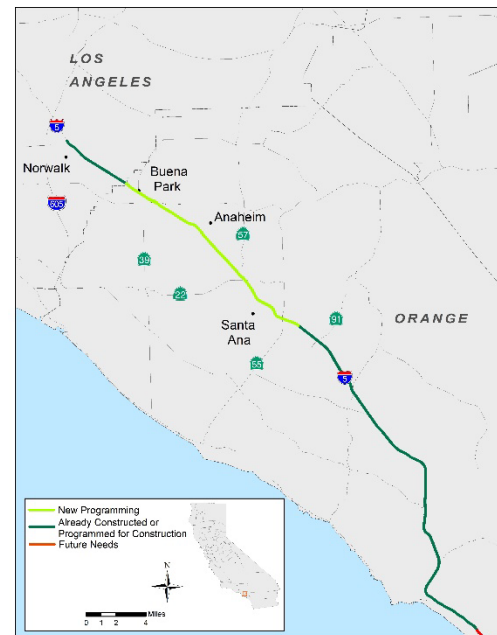 LOS
ANGELES
5
Norwalk
Buena
Park
605
Anaheim
57
39
22
91
ORANGE
Santa
Ana
5
55
New Programming
Already Constructed or
Programmed for Construction
Future Needs
N
Miles
0 1 2 4